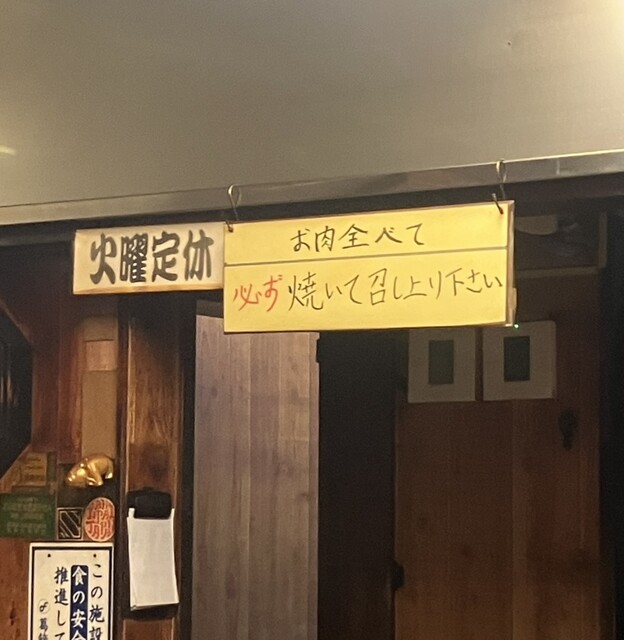 火曜定休
お肉全べて
必ず焼いて召し上り下さい
この施設
食の安全
推進して